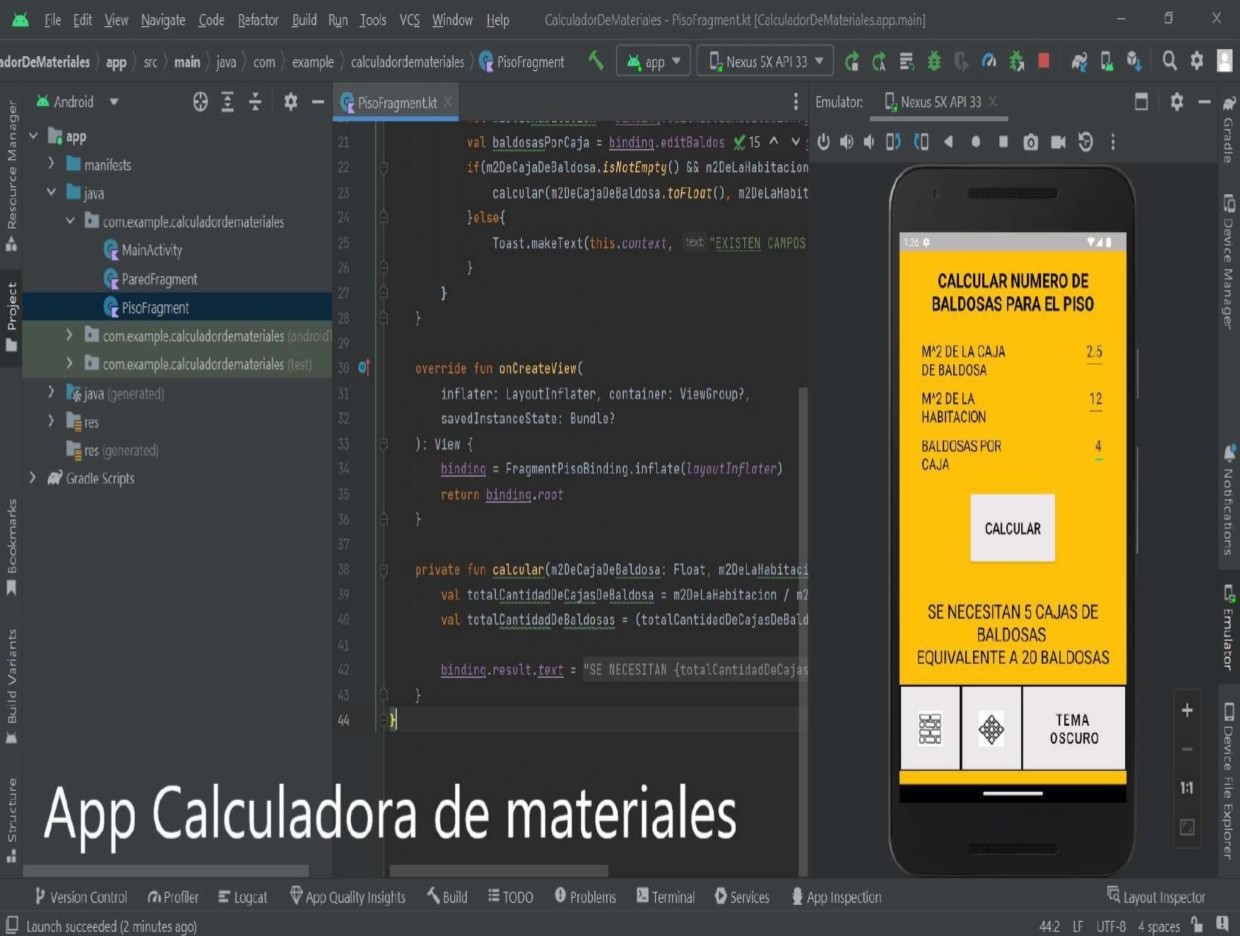 File Edit View Navigate Code Refactor Build Run Tools VCS Window Help CalculadorDeMateriales - PisoFragment.kt [CalculadorDeMateriales.app.main]
adorDeMateriales app src main java com example calculadordemateriales PisoFragment app Nexus 5X API 33
Android
PisoFragment.kt
Emulator: Nexus 5X API 33
Resource Manager
Project
Bookmarks
Build Variants
Structure
app
manifests
java
com.example.calculadordemateriales
MainActivity
ParedFragment
PisoFragment
com.example.calculadordemateriales (androidT
com.example.calculadordemateriales (test)
java (generated)
res
res (generated)
Gradle Scripts
21 val baldosasPorCaja = binding.editBaldos 15
22 if(m2DeCajaDeBaldosa.isNotEmpty() && m2DeLaHabitacion.
23 calcular(m2DeCajaDeBaldosa.toFloat(), m2DeLaHabit
24 }else{
25 Toast.makeText(this.context, text: "EXISTEN CAMPOS
26 }
27 }
28 }
29
30 override fun onCreateView(
31 inflater: LayoutInflater, container: ViewGroup?,
32 savedInstanceState: Bundle?
33 ): View {
34 binding = FragmentPisoBinding.inflate(layoutInflater)
35 return binding.root
36 }
37
38 private fun calcular(m2DeCajaDeBaldosa: Float, m2DeLaHabitaci
39 val totalCantidadDeCajasDeBaldosa = m2DeLaHabitacion / m2
40 val totalCantidadDeBaldosas = (totalCantidadDeCajasDeBald
41
42 binding.result.text = "SE NECESITAN {totalCantidadDeCajas
43 }
44 }
1:26
CALCULAR NUMERO DE
BALDOSAS PARA EL PISO
M^2 DE LA CAJA
DE BALDOSA
2.5
M^2 DE LA
HABITACION
12
BALDOSAS POR
CAJA
4
CALCULAR
SE NECESITAN 5 CAJAS DE
BALDOSAS
EQUIVALENTE A 20 BALDOSAS
TEMA
OSCURO
1:1
Gradle
Device Manager
Notifications
Emulator
Device File Explorer
App Calculadora de materiales
Version Control Profiler Logcat App Quality Insights Build TODO Problems Terminal Services App Inspection Layout Inspector
Launch succeeded (2 minutes ago) 44:2 LF UTF-8 4 spaces